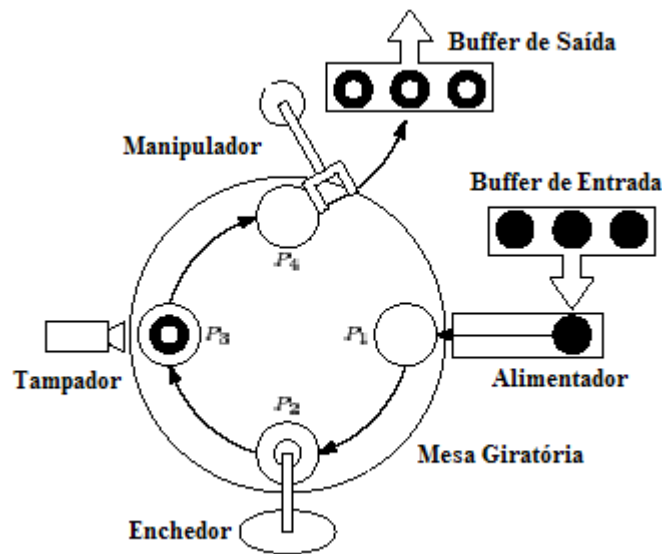 Buffer de Saída
Manipulador
Buffer de Entrada
P4
P3
P1
Tampador
Alimentador
P2
Mesa Giratória
Enchedor